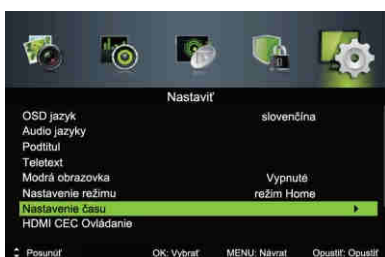 Nastaviť
OSD jazyk slovenčina
Audio jazyky
Podtitul
Teletext
Modrá obrazovka Vypnuté
Nastavenie režimu režim Home
Nastavenie času
HDMI CEC Ovládanie
Posunúť OK: Vybrať MENU: Návrat Opustiť: Opustiť